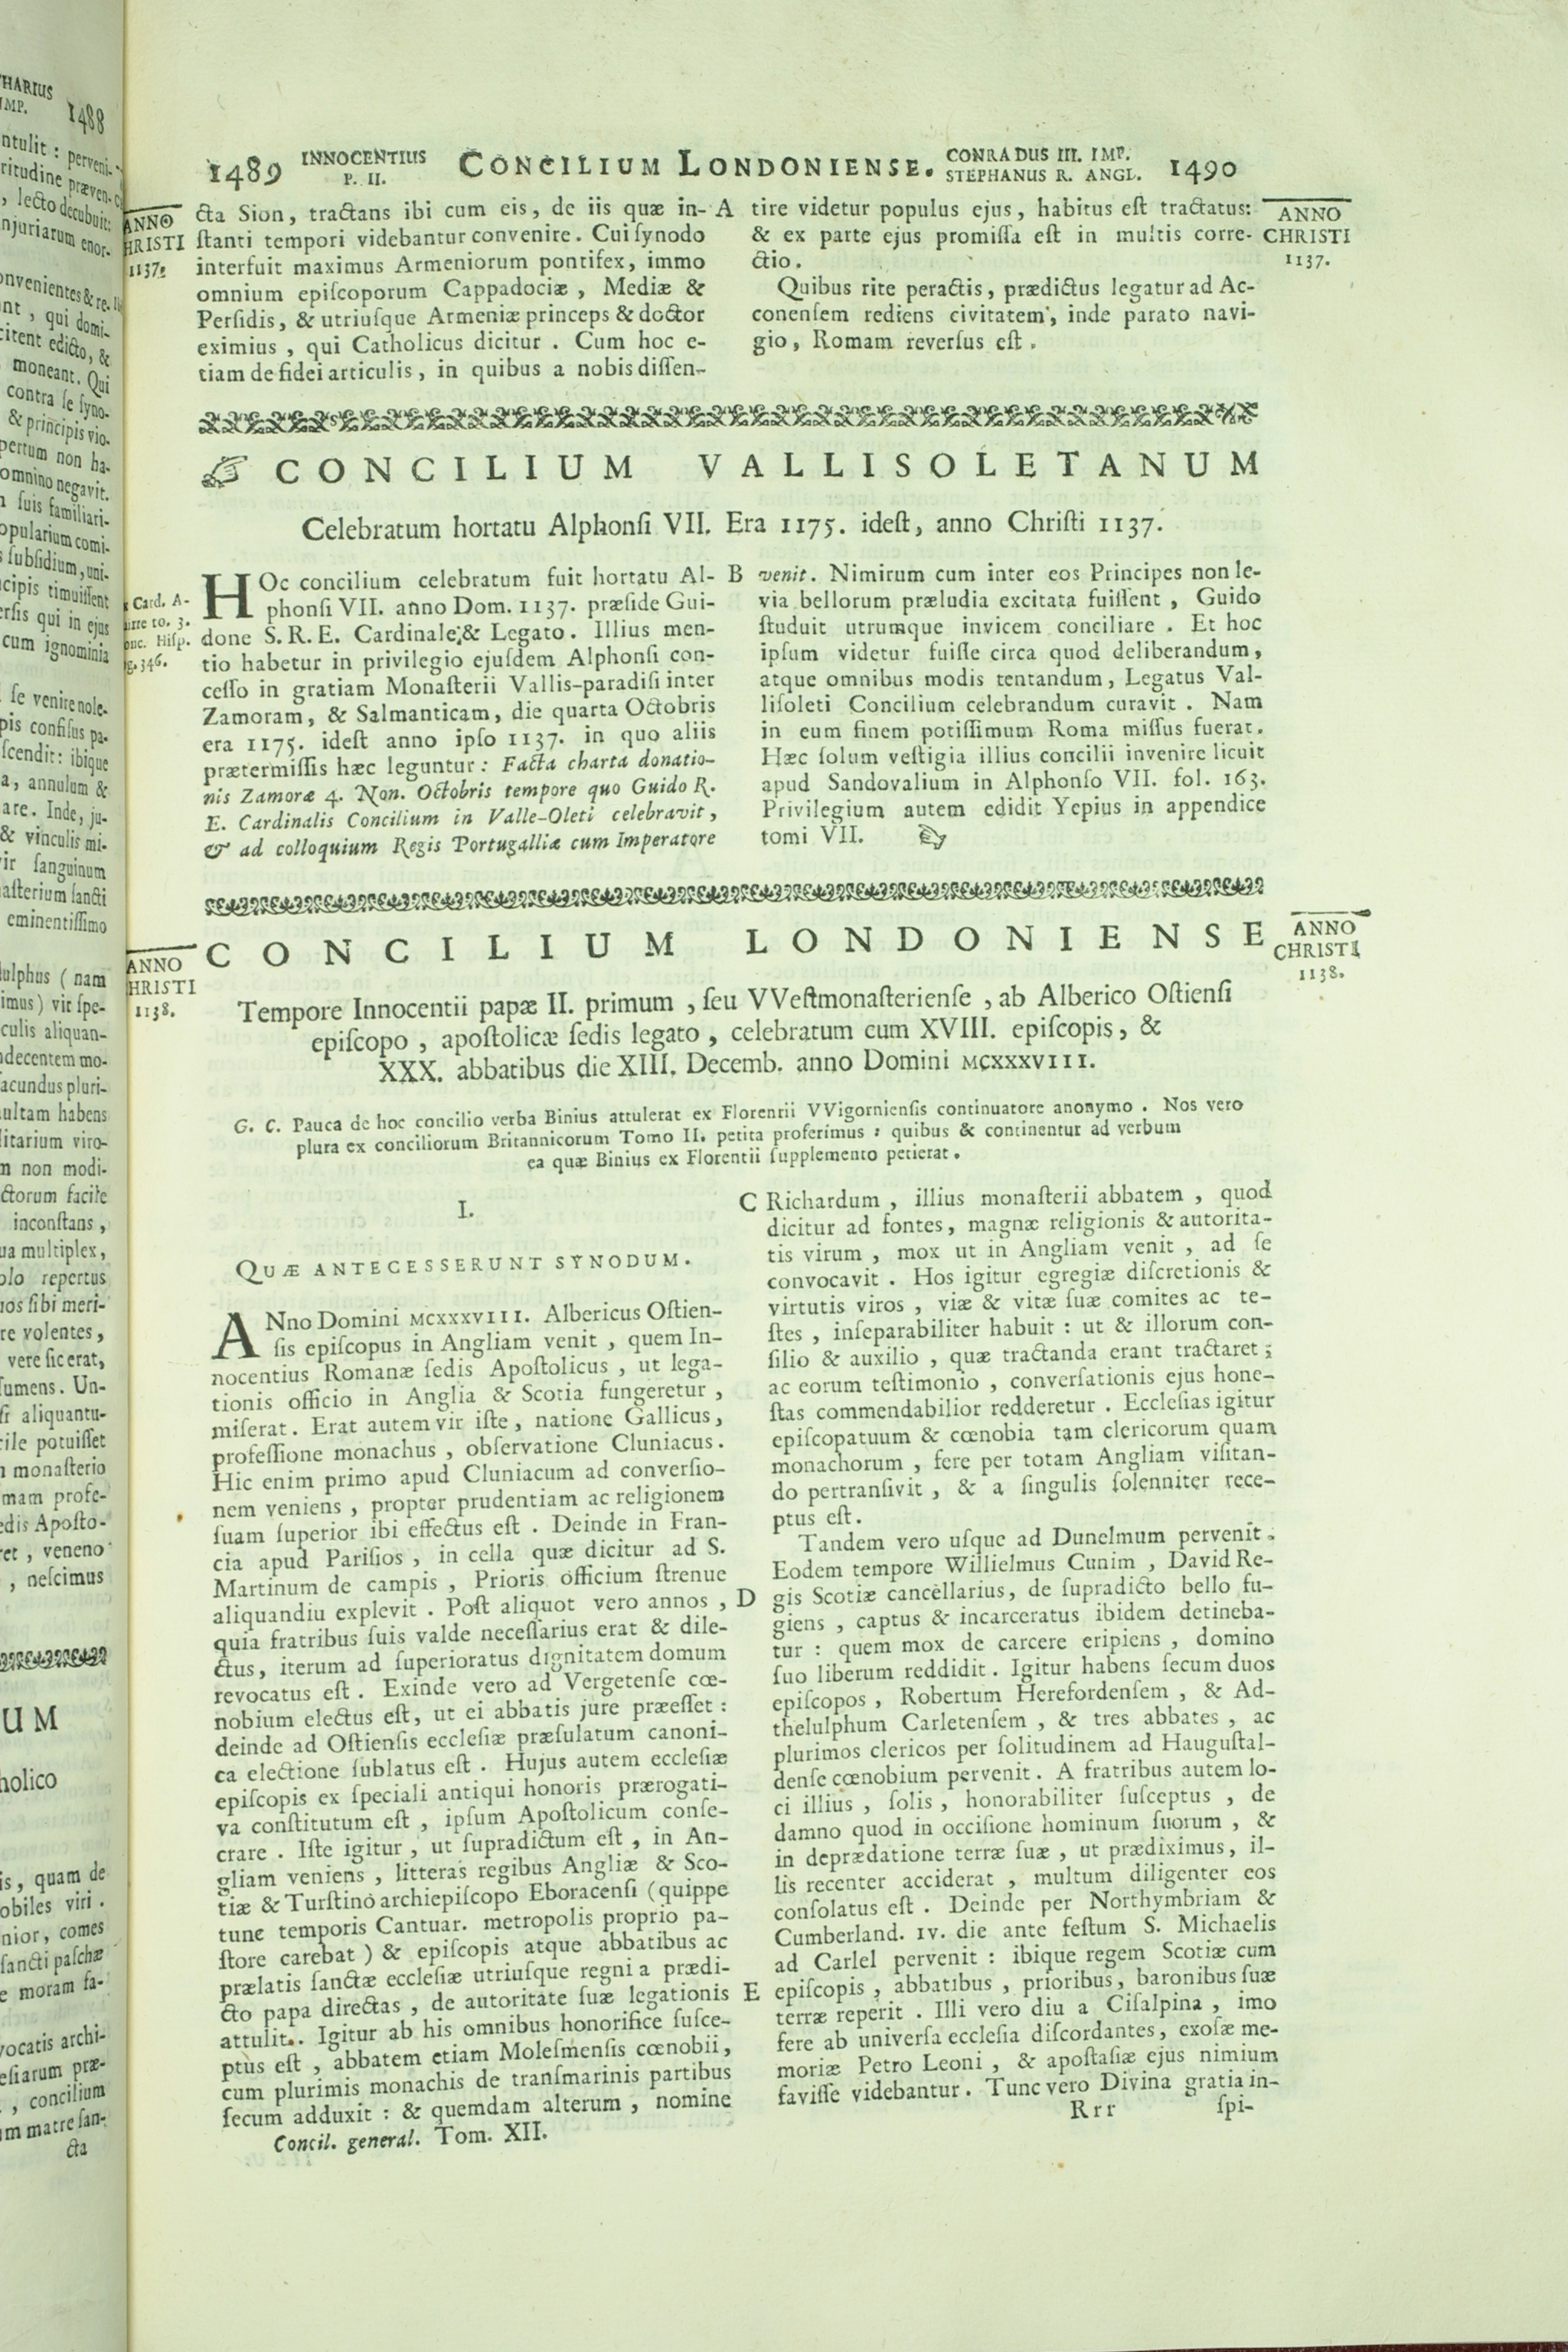 1489 INNOCENTIUS P. II. CONCILIUM LONDONIENSE. CONRADUS III. IMP. STEPHANUS R. ANGL. 1490
ANNO
CHRISTI
1137.
cta Sion, tractans ibi cum eis, de iis quæ in-
ſtanti tempori videbantur convenire. Cui ſynodo
interfuit maximus Armeniorum pontifex, immo
omnium epiſcoporum Cappadociæ, Mediæ &
Perſidis, & utriuſque Armeniæ princeps & doctor
eximius, qui Catholicus dicitur. Cum hoc e-
tiam de fidei articulis, in quibus a nobis diſſen-
A
tire videtur populus ejus, habitus eſt tractatus:
& ex parte ejus promiſſa eſt in multis corre-
ctio.
Quibus rite peractis, prædictus legatur ad Ac-
conenſem rediens civitatem, inde parato navi-
gio, Romam reverſus eſt.
ANNO
CHRISTI
1137.
☞ CONCILIUM VALLISOLETANUM
Celebratum hortatu Alphonſi VII. Era 1175. ideſt, anno Chriſti 1137.
HOc concilium celebratum fuit hortatu Al-
phonſi VII. anno Dom. 1137. præſide Gui-
done S. R. E. Cardinale, & Legato. Illius men-
tio habetur in privilegio ejuſdem Alphonſi con-
ceſſo in gratiam Monaſterii Vallis-paradiſi inter
Zamoram, & Salmanticam, die quarta Octobris
era 1175. ideſt anno ipſo 1137. in quo aliis
prætermiſſis hæc leguntur: Facta charta donatio-
nis Zamoræ 4. Non. Octobris tempore quo Guido R.
E. Cardinalis Concilium in Valle-Oleti celebravit,
& ad colloquium Regis Portugalliæ cum Imperatore
Card. A-
to. 3.
Hiſp.
346.
B
venit. Nimirum cum inter eos Principes non le-
via bellorum præludia excitata fuiſſent, Guido
ſtuduit utrumque invicem conciliare. Et hoc
ipſum videtur fuiſſe circa quod deliberandum,
atque omnibus modis tentandum, Legatus Val-
liſoleti Concilium celebrandum curavit. Nam
in eum finem potiſſimum Roma miſſus fuerat.
Hæc ſolum veſtigia illius concilii invenire licuit
apud Sandovalium in Alphonſo VII. fol. 163.
Privilegium autem edidit Yepius in appendice
tomi VII.
ANNO
CHRISTI
1138.
CONCILIUM LONDONIENSE
ANNO
CHRISTI
1138.
Tempore Innocentii papæ II. primum, ſeu VVeſtmonaſterienſe, ab Alberico Oſtienſi
epiſcopo, apoſtolicæ ſedis legato, celebratum cum XVIII. epiſcopis, &
XXX. abbatibus die XIII. Decemb. anno Domini MCXXXVIII.
G. C. Pauca de hoc concilio verba Binius attulerat ex Florentii VVigornienſis continuatore anonymo. Nos vero
plura ex conciliorum Britannicorum Tomo II. petita proferimus: quibus & continentur ad verbum
ea quæ Binius ex Florentii ſupplemento petierat.
I.
QUÆ ANTECESSERUNT SYNODUM.
ANno Domini MCXXXVIII. Albericus Oſtien-
ſis epiſcopus in Angliam venit, quem In-
nocentius Romanæ ſedis Apoſtolicus, ut lega-
tionis officio in Anglia & Scotia fungeretur,
miſerat. Erat autem vir iſte, natione Gallicus,
profeſſione monachus, obſervatione Cluniacus.
Hic enim primo apud Cluniacum ad converſio-
nem veniens, propter prudentiam ac religionem
ſuam ſuperior ibi effectus eſt. Deinde in Fran-
cia apud Pariſios, in cella quæ dicitur ad S.
Martinum de campis, Prioris officium ſtrenue
aliquandiu explevit. Poſt aliquot vero annos,
quia fratribus ſuis valde neceſſarius erat & dile-
ctus, iterum ad ſuperioratus dignitatem domum
revocatus eſt. Exinde vero ad Vergetenſe cœ-
nobium electus eſt, ut ei abbatis jure præeſſet:
deinde ad Oſtienſis eccleſiæ præſulatum canoni-
ca electione ſublatus eſt. Hujus autem eccleſiæ
epiſcopis ex ſpeciali antiqui honoris prærogati-
va conſtitutum eſt, ipſum Apoſtolicum conſe-
crare. Iſte igitur, ut ſupradictum eſt, in An-
gliam veniens, litteras regibus Angliæ & Sco-
tiæ & Turſtino archiepiſcopo Eboracenſi (quippe
tunc temporis Cantuar. metropolis proprio pa-
ſtore carebat) & epiſcopis atque abbatibus ac
prælatis ſanctæ eccleſiæ utriuſque regni a prædi-
cto papa directas, de autoritate ſuæ legationis
attulit. Igitur ab his omnibus honorifice ſuſce-
ptus eſt, abbatem etiam Moleſmenſis cœnobii,
cum plurimis monachis de tranſmarinis partibus
ſecum adduxit: & quemdam alterum, nomine
Concil. general. Tom. XII.
C
Richardum, illius monaſterii abbatem, quod
dicitur ad fontes, magnæ religionis & autorita-
tis virum, mox ut in Angliam venit, ad ſe
convocavit. Hos igitur egregiæ diſcretionis &
virtutis viros, viæ & vitæ ſuæ comites ac te-
ſtes, inſeparabiliter habuit: ut & illorum con-
ſilio & auxilio, quæ tractanda erant tractaret;
ac eorum teſtimonio, converſationis ejus hone-
ſtas commendabilior redderetur. Eccleſias igitur
epiſcopatuum & cœnobia tam clericorum quam
monachorum, fere per totam Angliam viſitan-
do pertranſivit, & a ſingulis ſolenniter rece-
ptus eſt.
Tandem vero uſque ad Dunelmum pervenit.
Eodem tempore Willielmus Cunim, David Re-
D
gis Scotiæ cancellarius, de ſupradicto bello fu-
giens, captus & incarceratus ibidem detineba-
tur: quem mox de carcere eripiens, domino
ſuo liberum reddidit. Igitur habens ſecum duos
epiſcopos, Robertum Herefordenſem, & Ad-
thelulphum Carletenſem, & tres abbates, ac
plurimos clericos per ſolitudinem ad Hauguſtal-
denſe cœnobium pervenit. A fratribus autem lo-
ci illius, ſolis, honorabiliter ſuſceptus, de
damno quod in occiſione hominum ſuorum, &
in deprædatione terræ ſuæ, ut prædiximus, il-
lis recenter acciderat, multum diligenter eos
conſolatus eſt. Deinde per Northymbriam &
Cumberland. IV. die ante feſtum S. Michaelis
ad Carlel pervenit: ibique regem Scotiæ cum
E
epiſcopis, abbatibus, prioribus, baronibus ſuæ
terræ reperit. Illi vero diu a Ciſalpina, imo
fere ab univerſa eccleſia diſcordantes, exoſæ me-
moriæ Petro Leoni, & apoſtaſiæ ejus nimium
faviſſe videbantur. Tunc vero Divina gratia in-
Rrr ſpi-